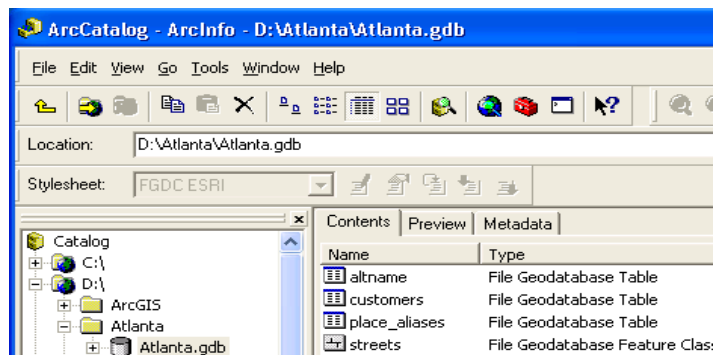 ArcCatalog - ArcInfo - D:\Atlanta\Atlanta.gdb
File Edit View Go Tools Window Help
Location: D:\Atlanta\Atlanta.gdb
Stylesheet: FGDC ESRI
Contents Preview Metadata
Catalog
C:\
D:\
ArcGIS
Atlanta
Atlanta.gdb
Name Type
altname File Geodatabase Table
customers File Geodatabase Table
place_aliases File Geodatabase Table
streets File Geodatabase Feature Clas